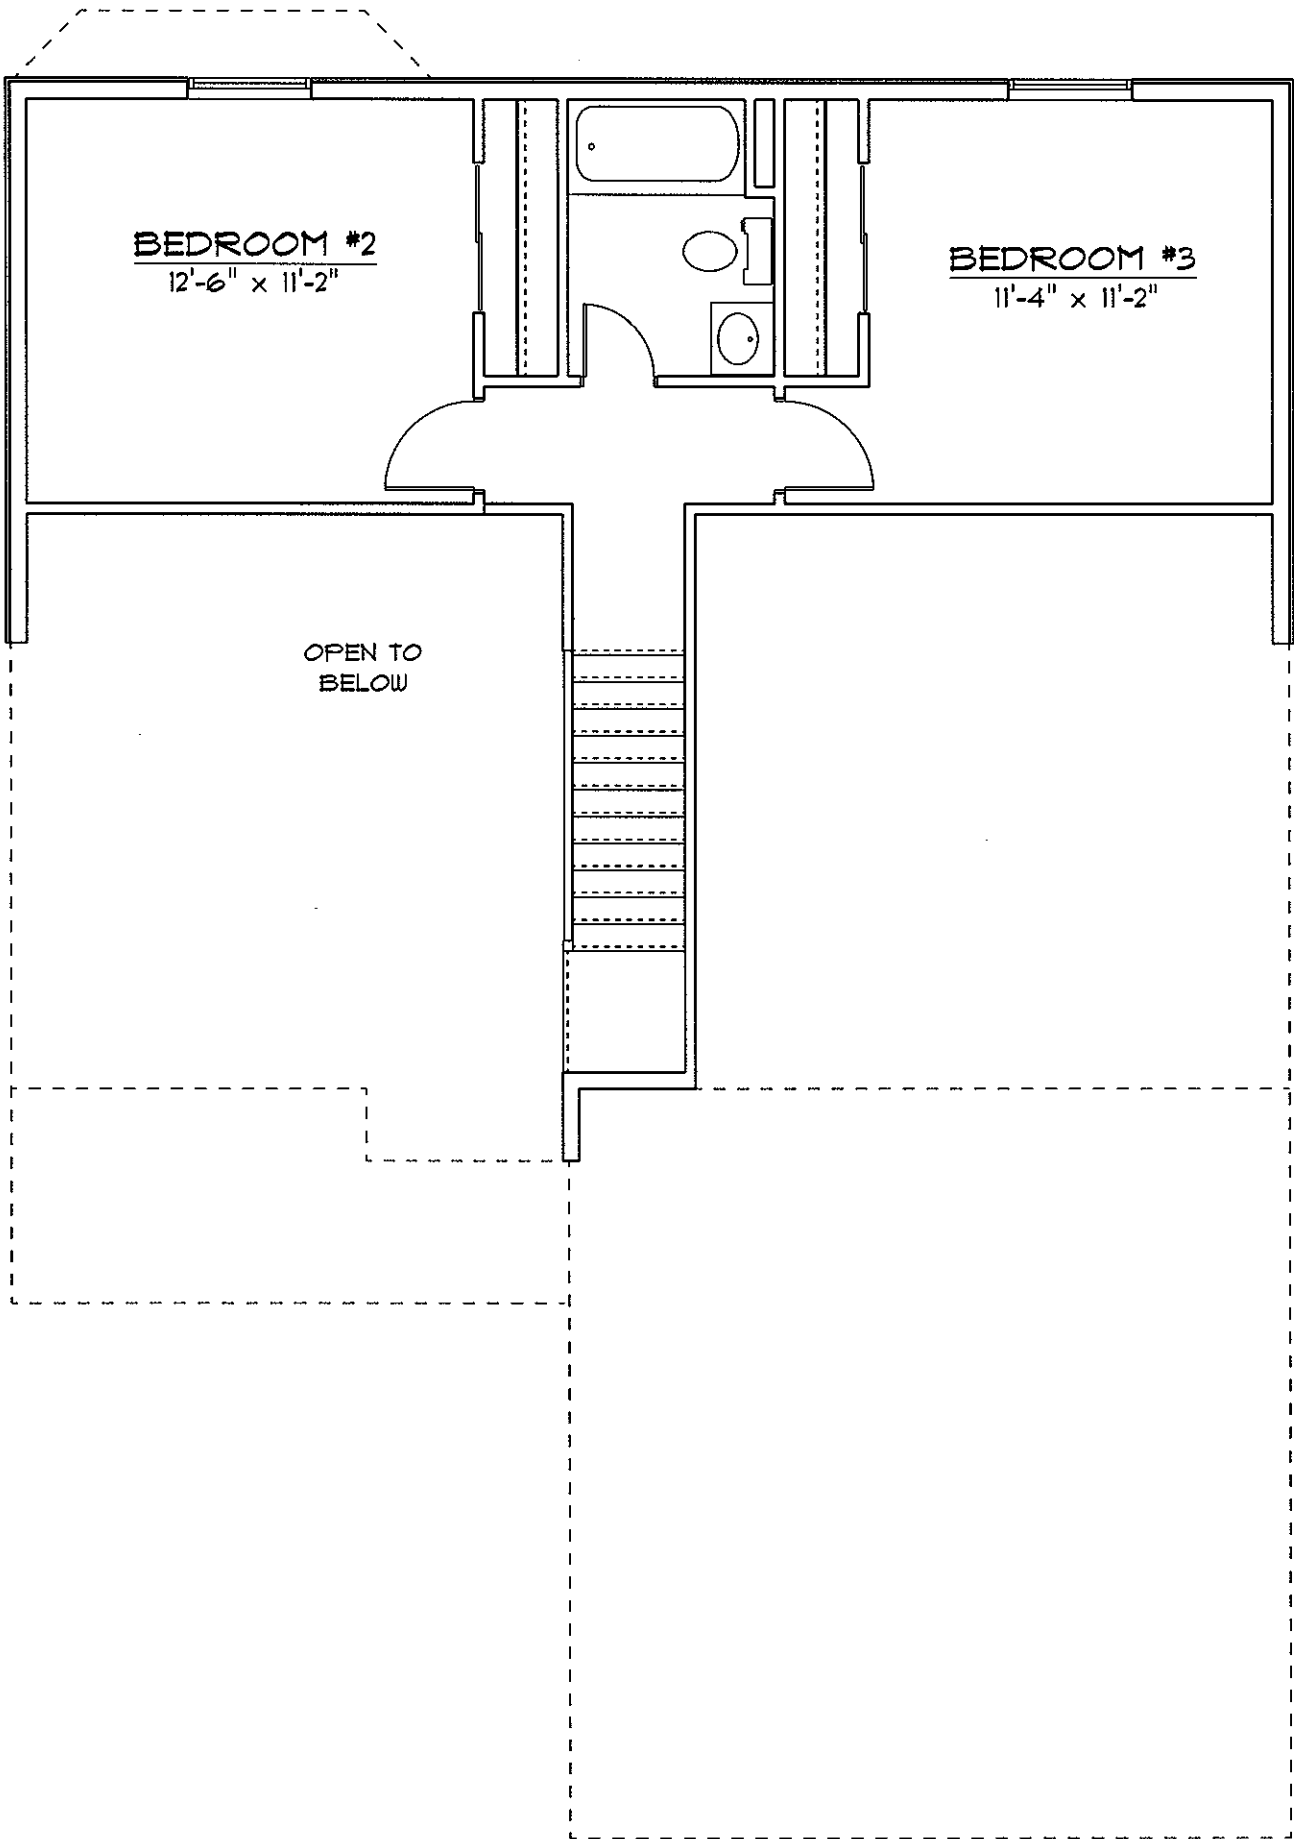 BEDROOM #2
12'-6" x 11'-2"
BEDROOM #3
11'-4" x 11'-2"
OPEN TO
BELOW